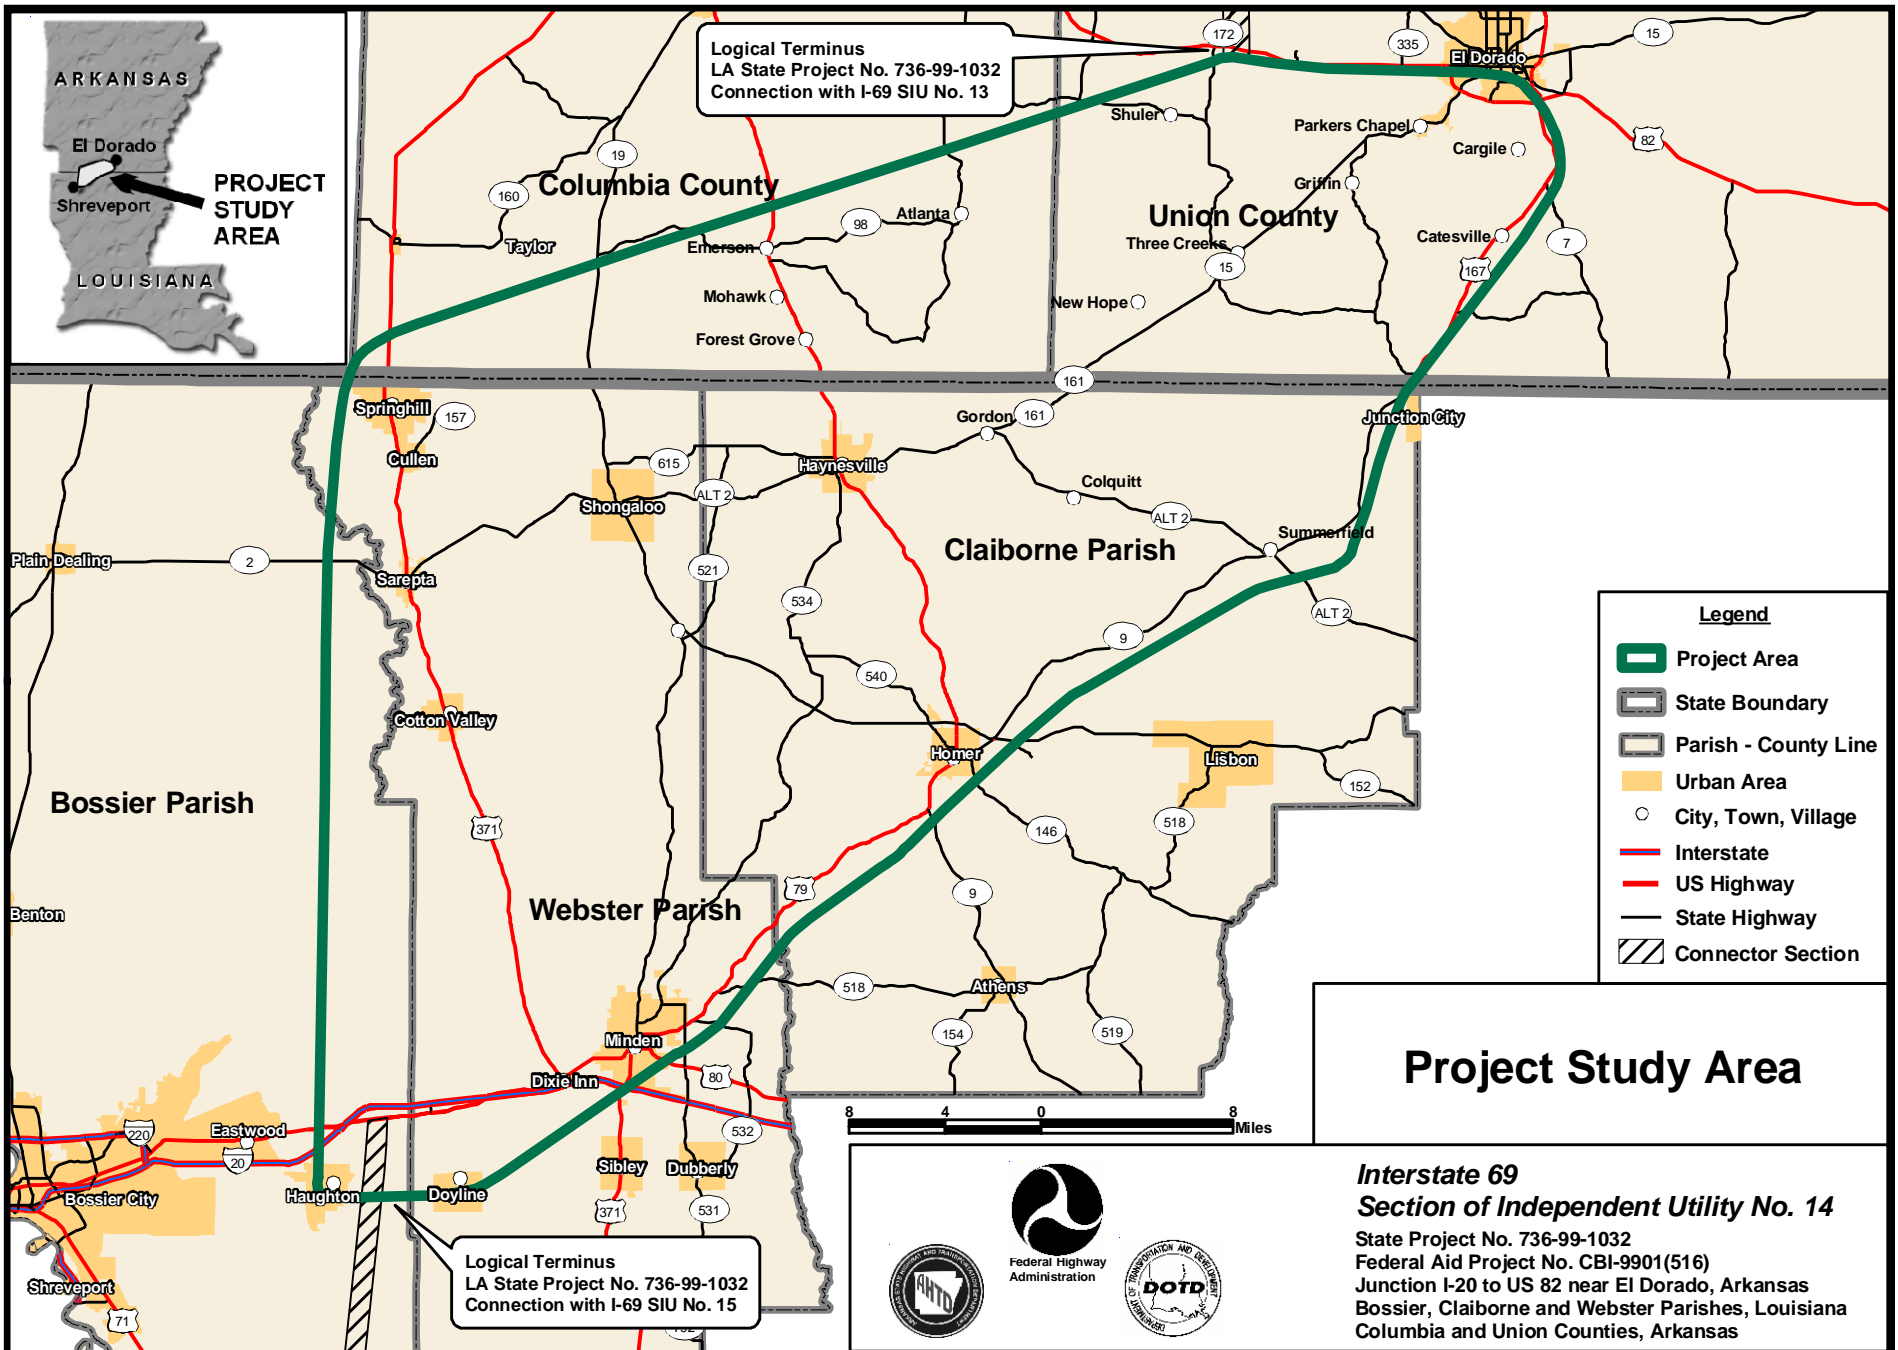 ARKANSAS
El Dorado
Shreveport
LOUISIANA
PROJECT
STUDY
AREA
Logical Terminus
LA State Project No. 736-99-1032
Connection with I-69 SIU No. 13
172
335
15
El Dorado
82
Shuler
Parkers Chapel
Cargile
Griffin
Union County
Three Creeks
15
Catesville
7
167
New Hope
19
160
Columbia County
Taylor
98
Atlanta
Emerson
Mohawk
Forest Grove
161
Springhill
157
Cullen
Gordon
161
Junction City
615
Haynesville
ALT 2
Shongaloo
Colquitt
ALT 2
Summerfield
Claiborne Parish
Plain Dealing
2
Sarepta
521
534
ALT 2
9
540
Cotton Valley
Homer
Lisbon
152
Bossier Parish
371
146
518
79
9
Webster Parish
Benton
518
Athens
154
519
Minden
Dixie Inn
80
532
220
Eastwood
20
Bossier City
Haughton
Doyline
Sibley
Dubberly
371
531
Shreveport
71
Logical Terminus
LA State Project No. 736-99-1032
Connection with I-69 SIU No. 15
Legend
Project Area
State Boundary
Parish - County Line
Urban Area
City, Town, Village
Interstate
US Highway
State Highway
Connector Section
Project Study Area
8 4 0 8
Miles
Federal Highway
Administration
AHTD
DEPARTMENT OF TRANSPORTATION AND DEVELOPMENT
DOTD
Interstate 69
Section of Independent Utility No. 14
State Project No. 736-99-1032
Federal Aid Project No. CBI-9901(516)
Junction I-20 to US 82 near El Dorado, Arkansas
Bossier, Claiborne and Webster Parishes, Louisiana
Columbia and Union Counties, Arkansas